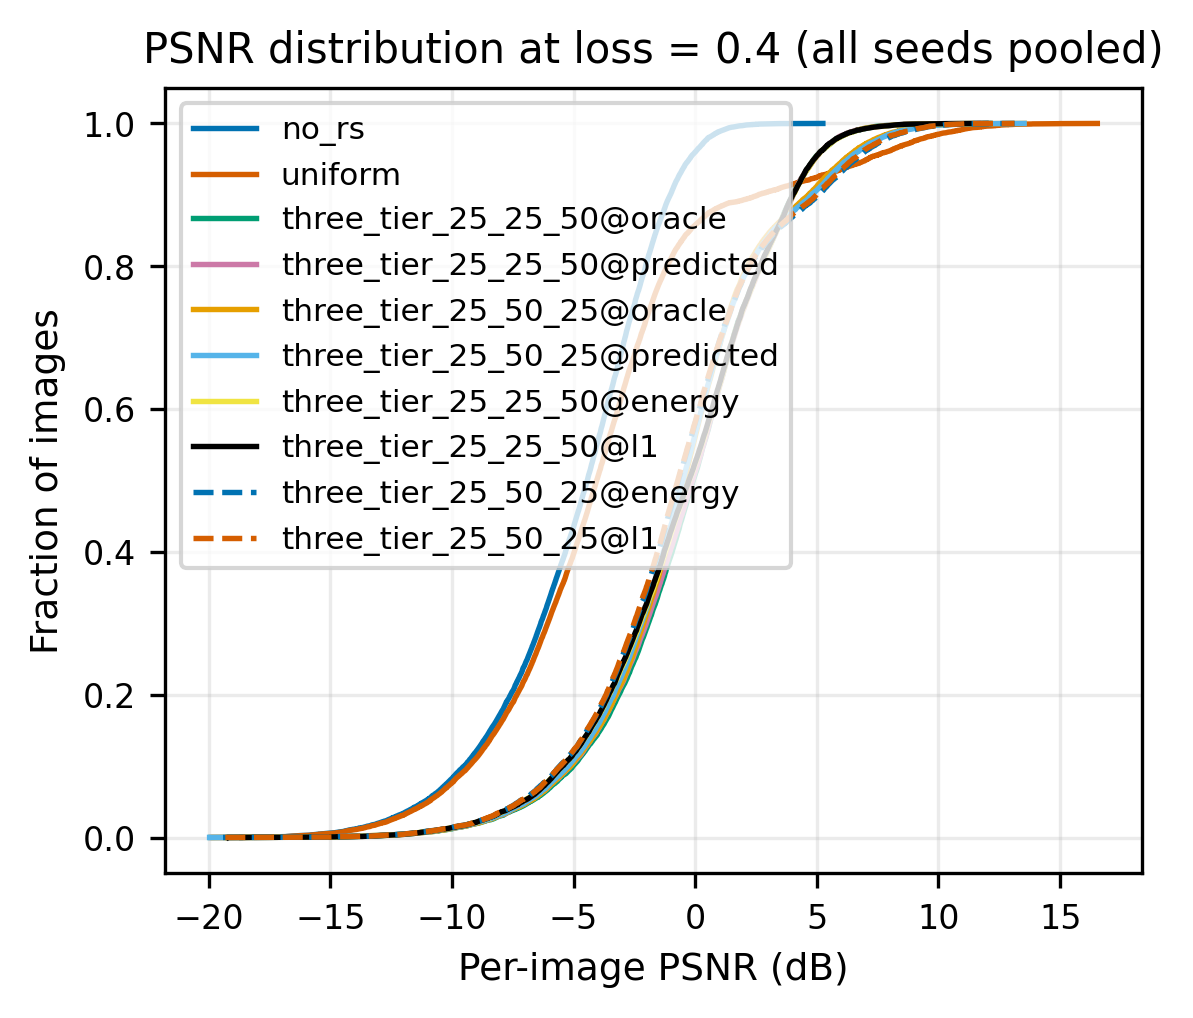 PSNR distribution at loss = 0.4 (all seeds pooled)
1.0
0.8
0.6
0.4
0.2
0.0
Fraction of images
no_rs
uniform
three_tier_25_25_50@oracle
three_tier_25_25_50@predicted
three_tier_25_50_25@oracle
three_tier_25_50_25@predicted
three_tier_25_25_50@energy
three_tier_25_25_50@l1
three_tier_25_50_25@energy
three_tier_25_50_25@l1
−20 −15 −10 −5 0 5 10 15
Per-image PSNR (dB)